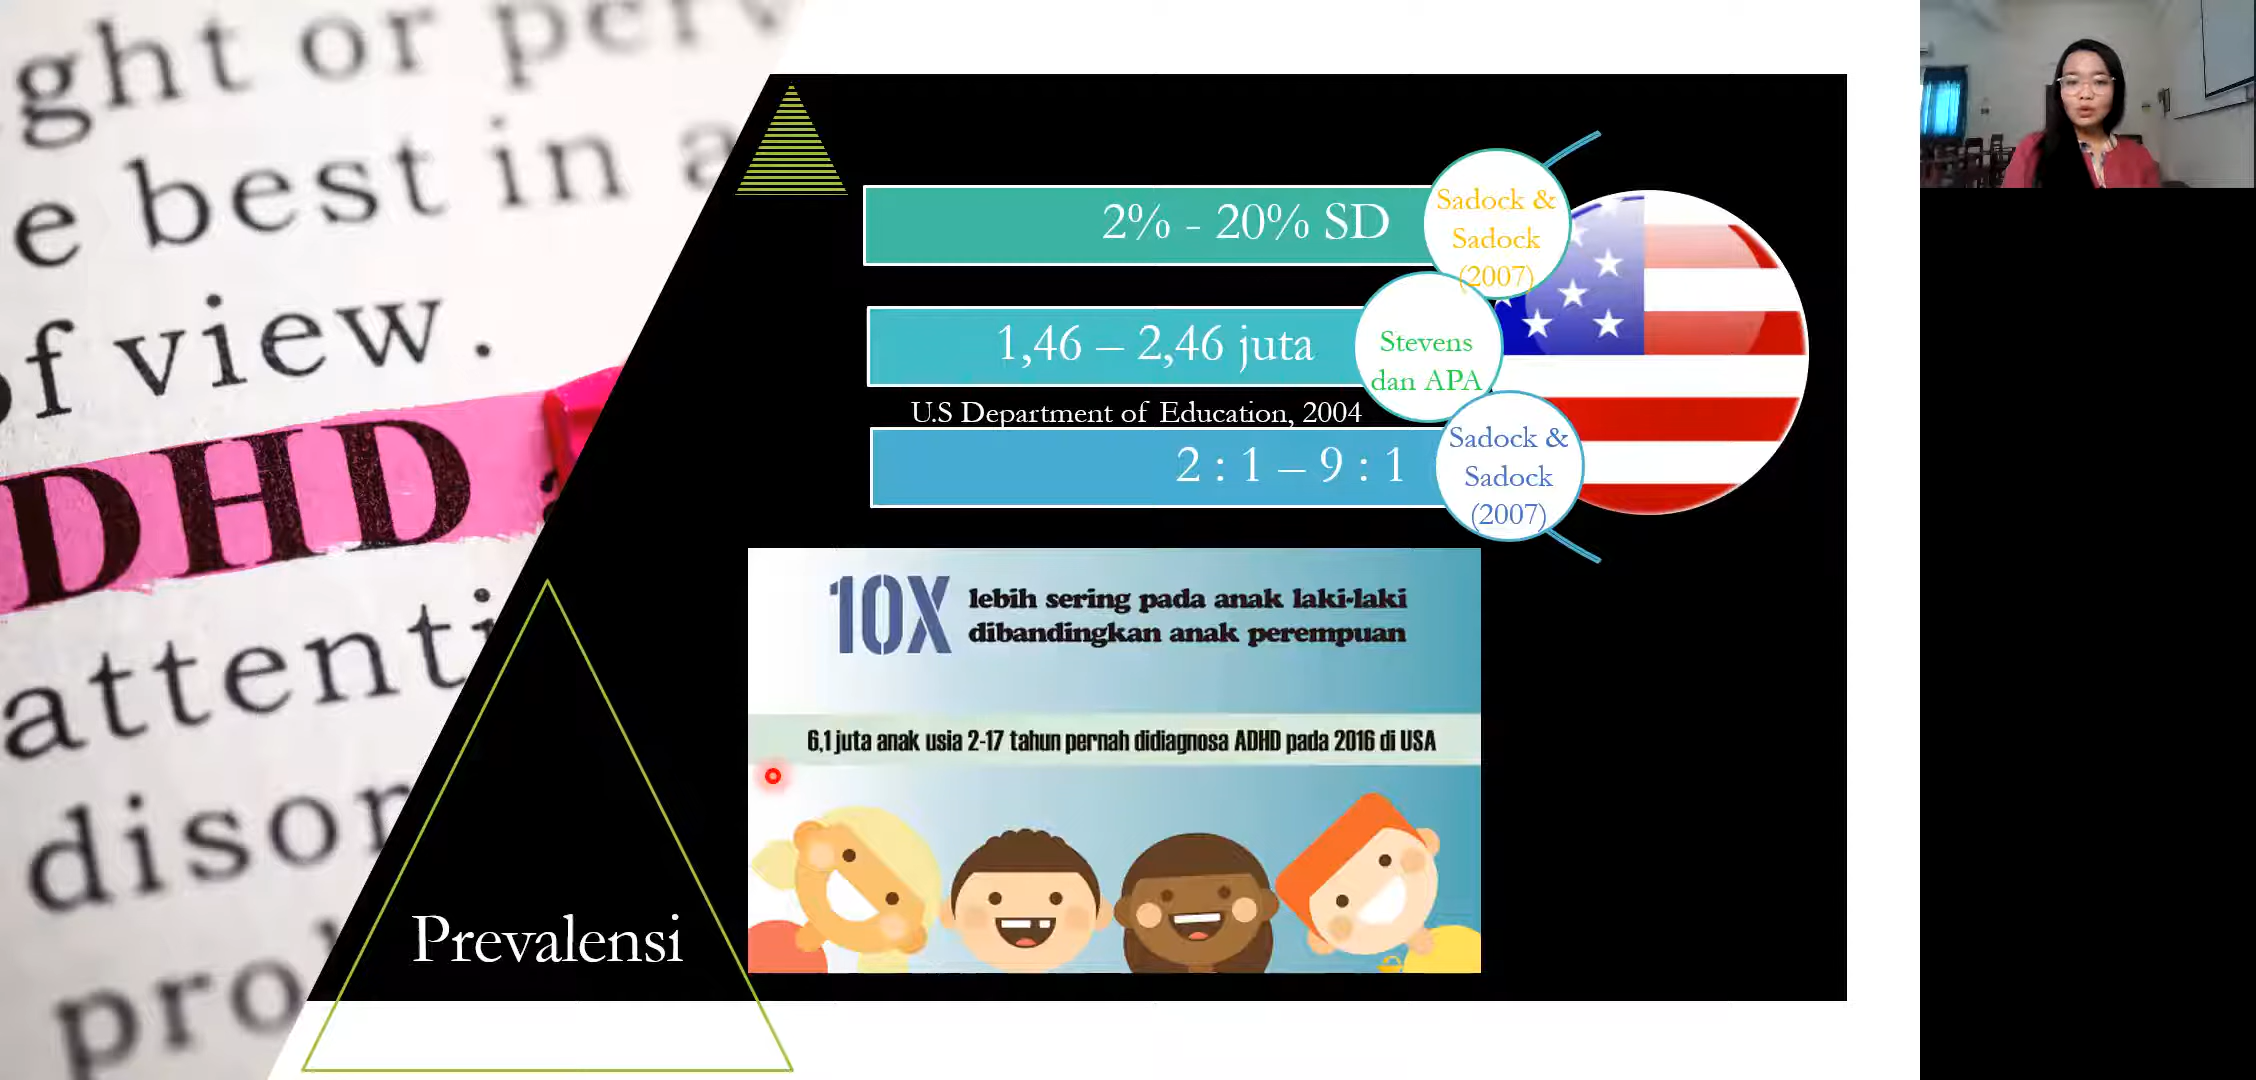 ght or perv
e best in a
of view.
DHD
attenti
disor
pro
2% - 20% SD
Sadock &
Sadock
(2007)
1,46 – 2,46 juta
Stevens
dan APA
U.S Department of Education, 2004
2 : 1 – 9 : 1
Sadock &
Sadock
(2007)
10X
lebih sering pada anak laki-laki
dibandingkan anak perempuan
6,1 juta anak usia 2-17 tahun pernah didiagnosa ADHD pada 2016 di USA
Prevalensi